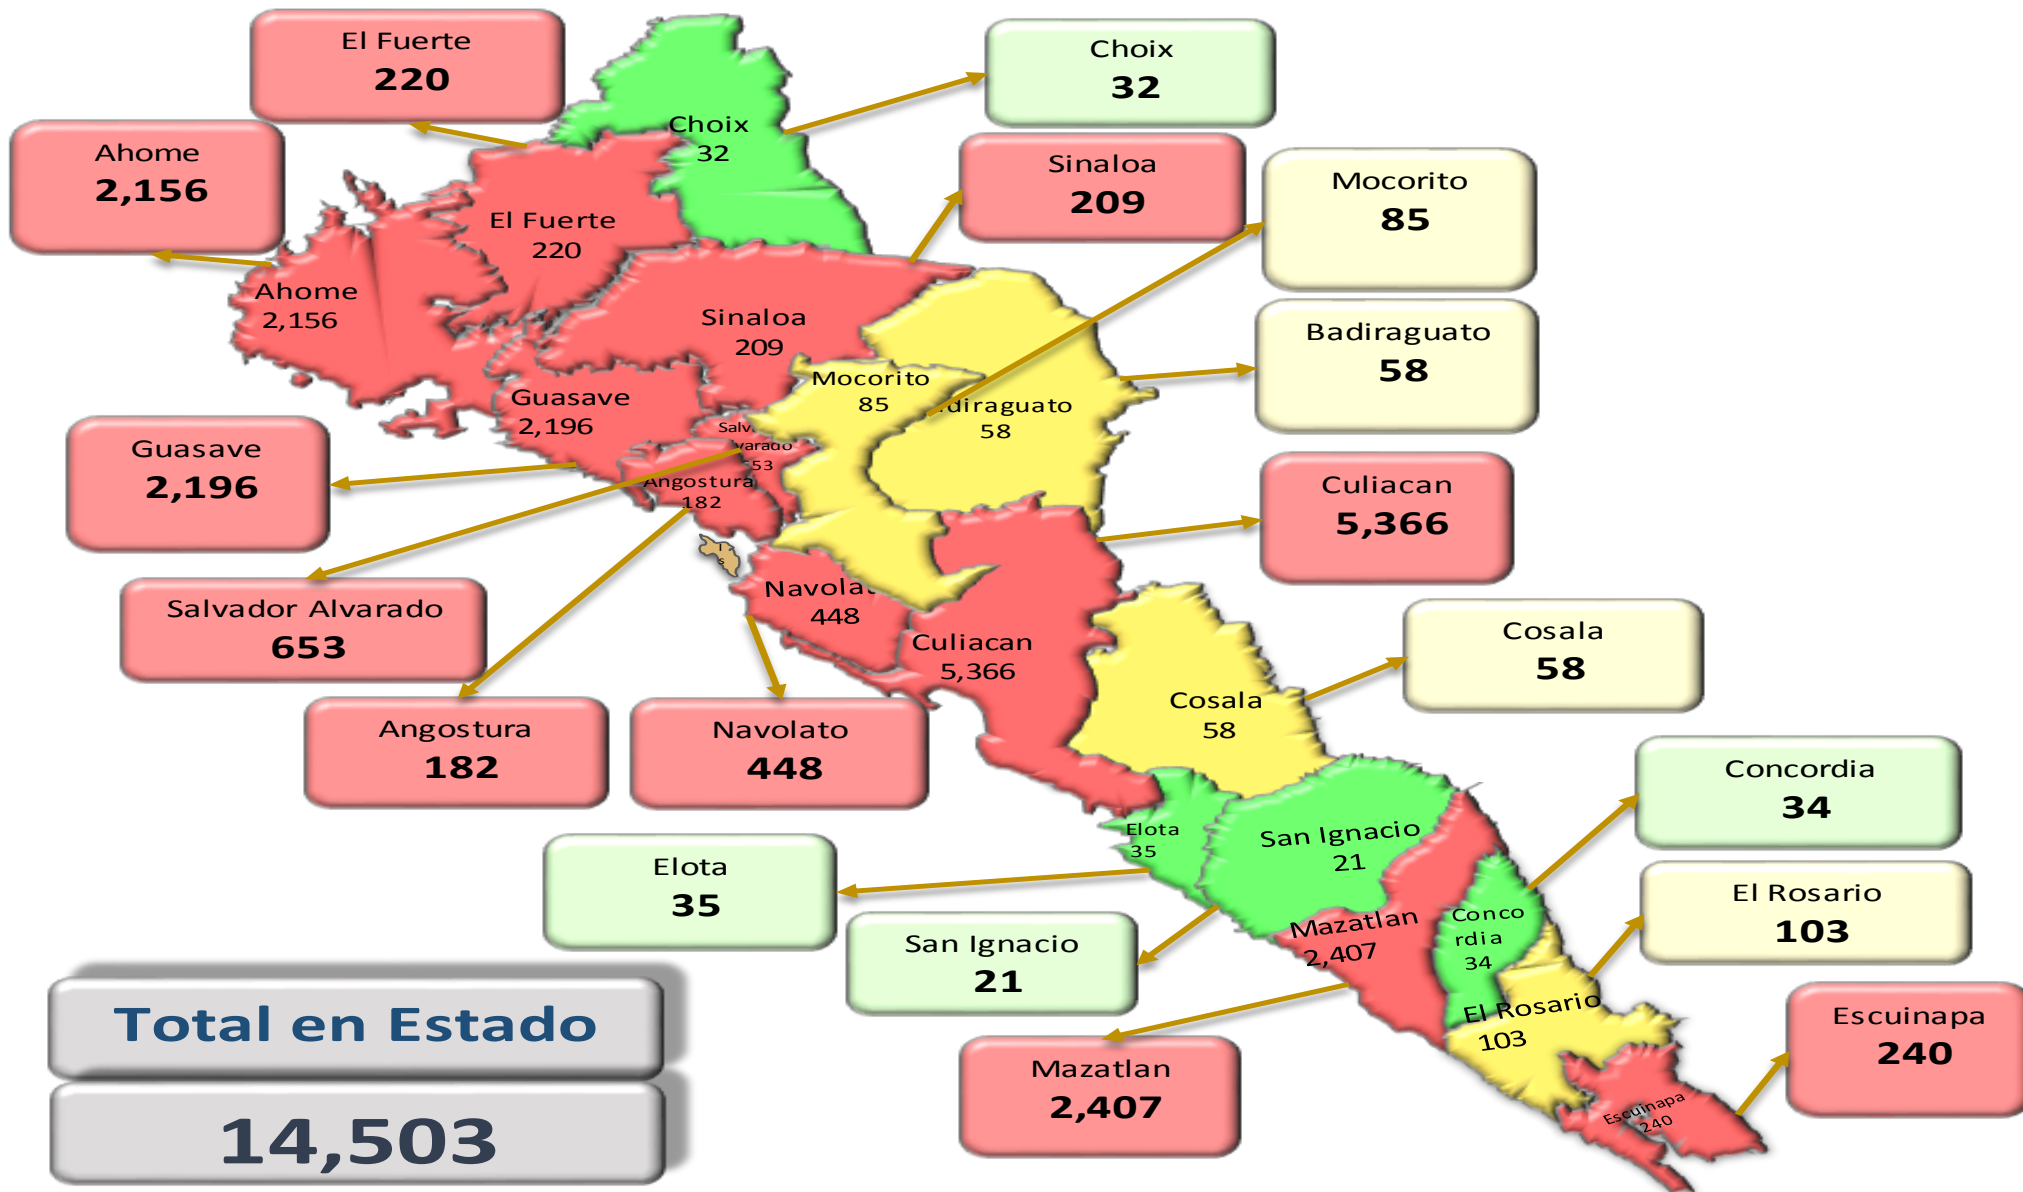 El Fuerte
220
Choix
32
Ahome
2,156
Sinaloa
209
Mocorito
85
Badiraguato
58
Guasave
2,196
Culiacan
5,366
Salvador Alvarado
653
Cosala
58
Angostura
182
Navolato
448
Concordia
34
Elota
35
El Rosario
103
San Ignacio
21
Escuinapa
240
Mazatlan
2,407
Choix
32
El Fuerte
220
Ahome
2,156
Sinaloa
209
Mocorito
85
diraguato
58
Guasave
2,196
Salv
varado
53
Angostura
182
Navolat
448
Culiacan
5,366
Cosala
58
Elota
35
San Ignacio
21
Mazatlan
2,407
Conco
rdia
34
El Rosario
103
Escuinapa
240
Total en Estado
14,503